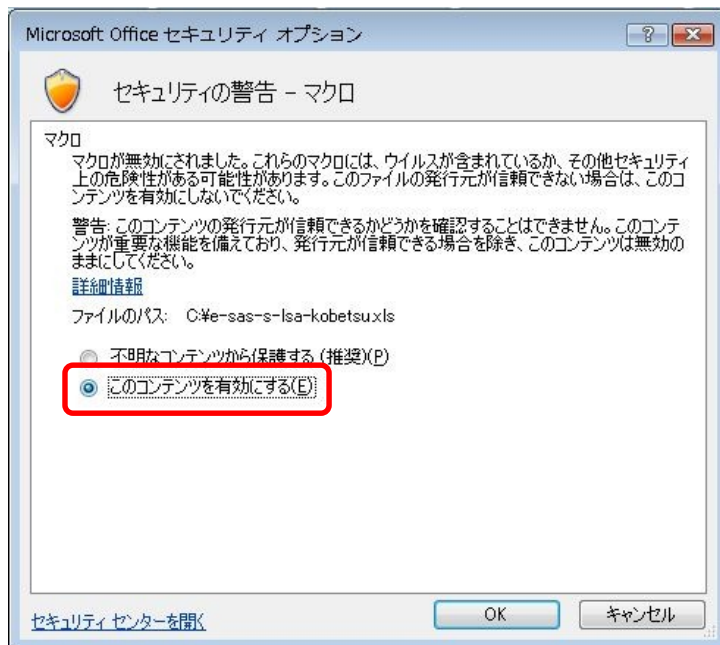 Microsoft Office セキュリティ オプション
セキュリティの警告 - マクロ
マクロ
マクロが無効にされました。これらのマクロには、ウイルスが含まれているか、その他セキュリティ
上の危険性がある可能性があります。このファイルの発行元が信頼できない場合は、このコ
ンテンツを有効にしないでください。
警告: このコンテンツの発行元が信頼できるかどうかを確認することはできません。このコンテ
ンツが重要な機能を備えており、発行元が信頼できる場合を除き、このコンテンツは無効の
ままにしてください。
詳細情報
ファイルのパス: C:¥e-sas-s-lsa-kobetsu.xls
不明なコンテンツから保護する (推奨)(P)
このコンテンツを有効にする(E)
セキュリティ センターを開く
OK
キャンセル